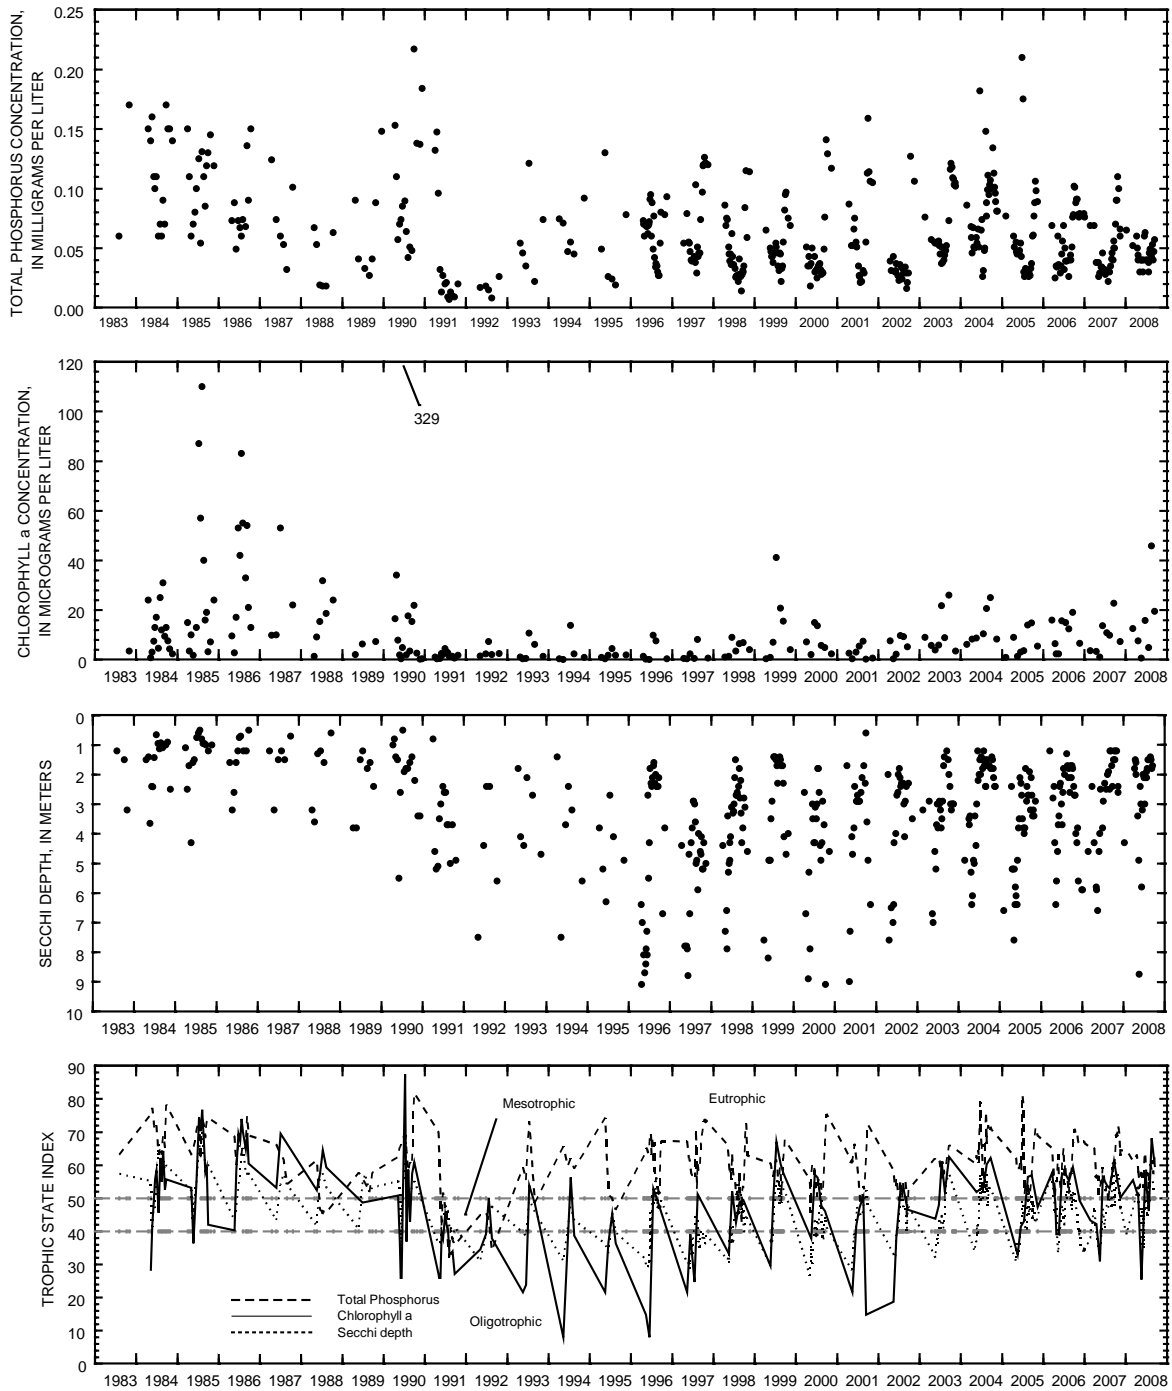 TOTAL PHOSPHORUS CONCENTRATION,
IN MILLIGRAMS PER LITER
0.25
0.20
0.15
0.10
0.05
0.00
1983 1984 1985 1986 1987 1988 1989 1990 1991 1992 1993 1994 1995 1996 1997 1998 1999 2000 2001 2002 2003 2004 2005 2006 2007 2008
CHLOROPHYLL a CONCENTRATION,
IN MICROGRAMS PER LITER
120
100
80
60
40
20
0
329
1983 1984 1985 1986 1987 1988 1989 1990 1991 1992 1993 1994 1995 1996 1997 1998 1999 2000 2001 2002 2003 2004 2005 2006 2007 2008
SECCHI DEPTH, IN METERS
0
1
2
3
4
5
6
7
8
9
10
1983 1984 1985 1986 1987 1988 1989 1990 1991 1992 1993 1994 1995 1996 1997 1998 1999 2000 2001 2002 2003 2004 2005 2006 2007 2008
TROPHIC STATE INDEX
90
80
70
60
50
40
30
20
10
0
Mesotrophic
Eutrophic
Oligotrophic
Total Phosphorus
Chlorophyll a
Secchi depth
1983 1984 1985 1986 1987 1988 1989 1990 1991 1992 1993 1994 1995 1996 1997 1998 1999 2000 2001 2002 2003 2004 2005 2006 2007 2008